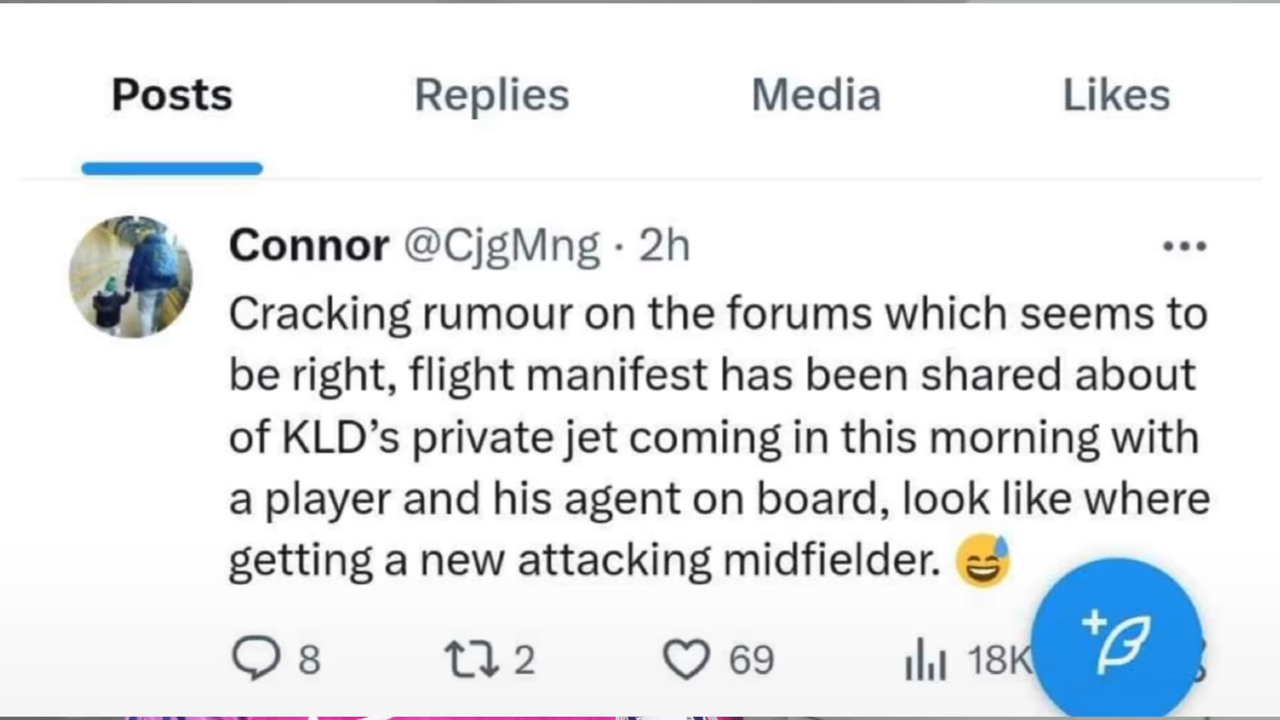 Posts Replies Media Likes
Connor @CjgMng · 2h
Cracking rumour on the forums which seems to
be right, flight manifest has been shared about
of KLD’s private jet coming in this morning with
a player and his agent on board, look like where
getting a new attacking midfielder. 😅
8 2 69 18K